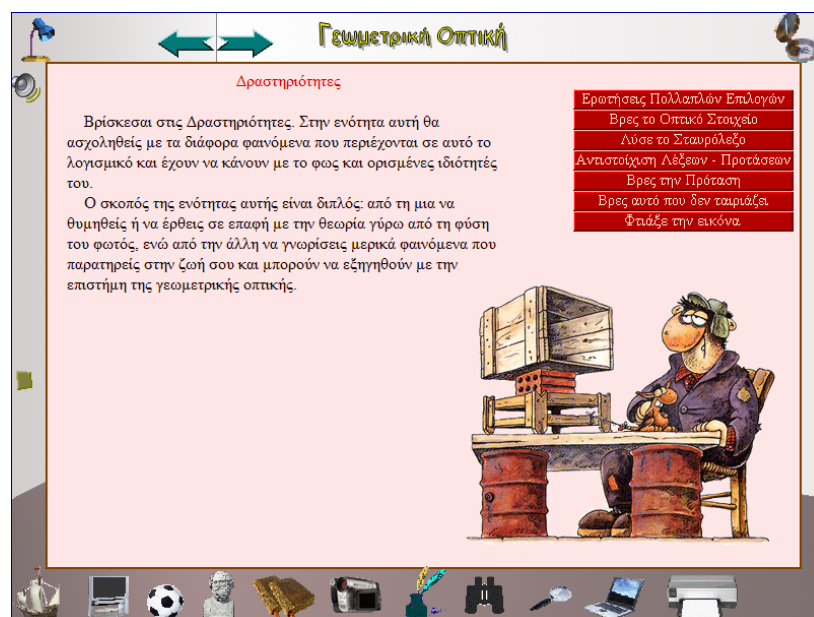 Γεωμετρική Οπτική
Δραστηριότητες
Βρίσκεσαι στις Δραστηριότητες. Στην ενότητα αυτή θα
ασχοληθείς με τα διάφορα φαινόμενα που περιέχονται σε αυτό το
λογισμικό και έχουν να κάνουν με το φως και ορισμένες ιδιότητές
του.
Ο σκοπός της ενότητας αυτής είναι διπλός: από τη μια να
θυμηθείς ή να έρθεις σε επαφή με την θεωρία γύρω από τη φύση
του φωτός, ενώ από την άλλη να γνωρίσεις μερικά φαινόμενα που
παρατηρείς στην ζωή σου και μπορούν να εξηγηθούν με την
επιστήμη της γεωμετρικής οπτικής.
Ερωτήσεις Πολλαπλών Επιλογών
Βρες το Οπτικό Στοιχείο
Λύσε το Σταυρόλεξο
Αντιστοίχιση Λέξεων - Προτάσεων
Βρες την Πρόταση
Βρες αυτό που δεν ταιριάζει
Φτιάξε την εικόνα